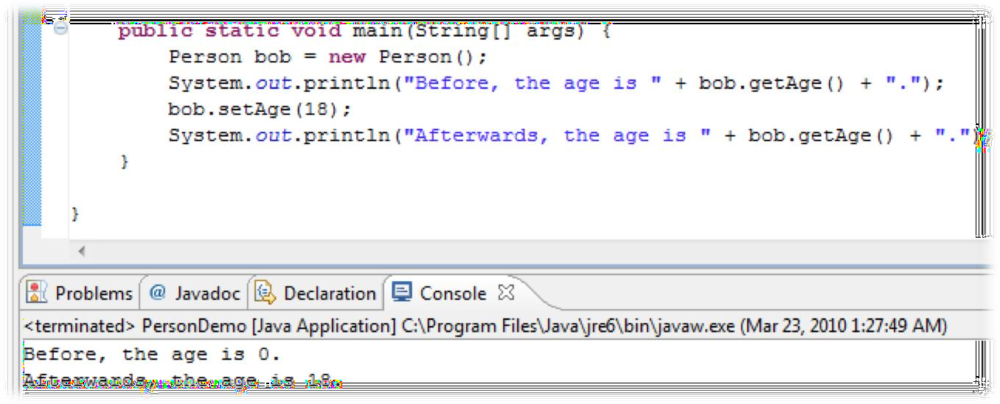 public static void main(String[] args) {
Person bob = new Person();
System.out.println("Before, the age is " + bob.getAge() + ".");
bob.setAge(18);
System.out.println("Afterwards, the age is " + bob.getAge() + ".");
}
}
Problems @ Javadoc Declaration Console
<terminated> PersonDemo [Java Application] C:\Program Files\Java\jre6\bin\javaw.exe (Mar 23, 2010 1:27:49 AM)
Before, the age is 0.
Afterwards, the age is 18.